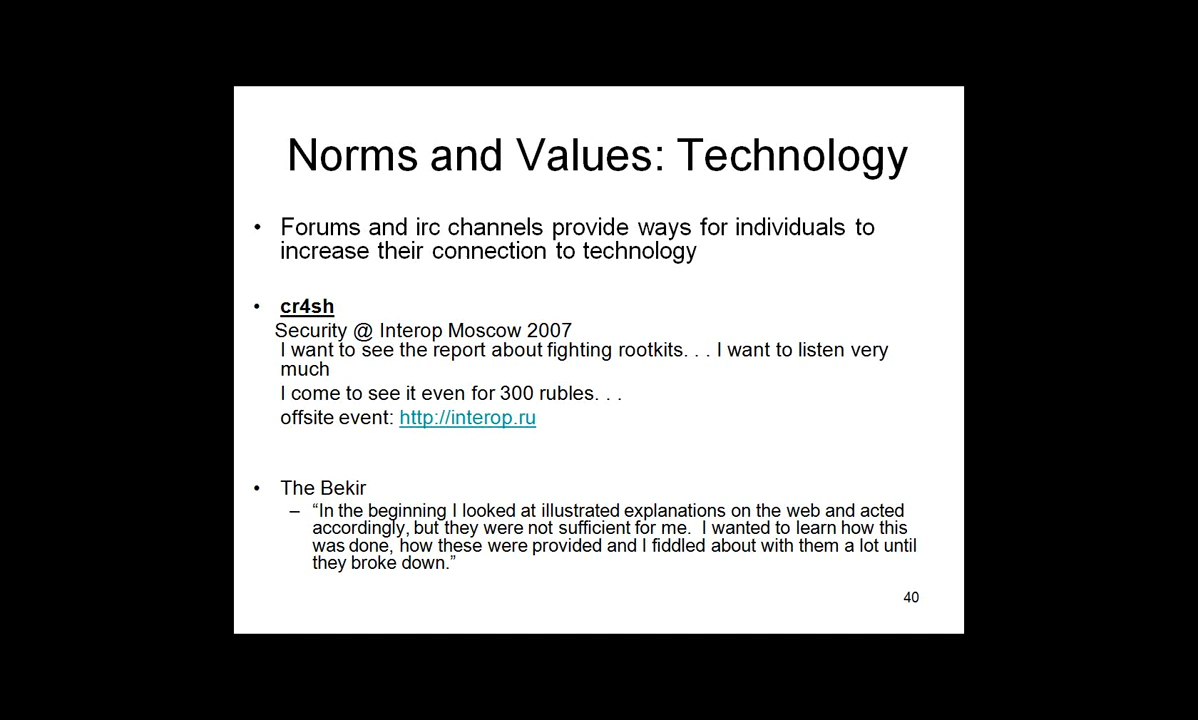 Norms and Values: Technology
• Forums and irc channels provide ways for individuals to
increase their connection to technology
• cr4sh
Security @ Interop Moscow 2007
I want to see the report about fighting rootkits. . . I want to listen very
much
I come to see it even for 300 rubles. . .
offsite event: http://interop.ru
• The Bekir
– “In the beginning I looked at illustrated explanations on the web and acted
accordingly, but they were not sufficient for me.  I wanted to learn how this
was done, how these were provided and I fiddled about with them a lot until
they broke down.”
40